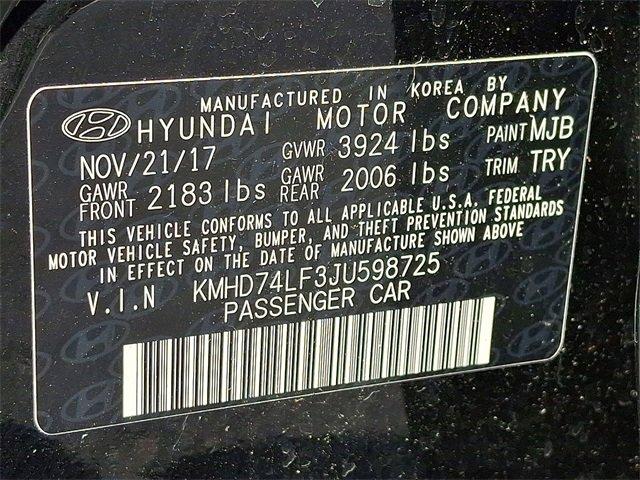 MANUFACTURED IN KOREA BY
HYUNDAI MOTOR COMPANY
NOV/21/17 GVWR 3924 lbs PAINT MJB
GAWR FRONT 2183 lbs GAWR REAR 2006 lbs TRIM TRY
THIS VEHICLE CONFORMS TO ALL APPLICABLE U.S.A. FEDERAL
MOTOR VEHICLE SAFETY, BUMPER, AND THEFT PREVENTION STANDARDS
IN EFFECT ON THE DATE OF MANUFACTURE SHOWN ABOVE
V.I.N KMHD74LF3JU598725
PASSENGER CAR